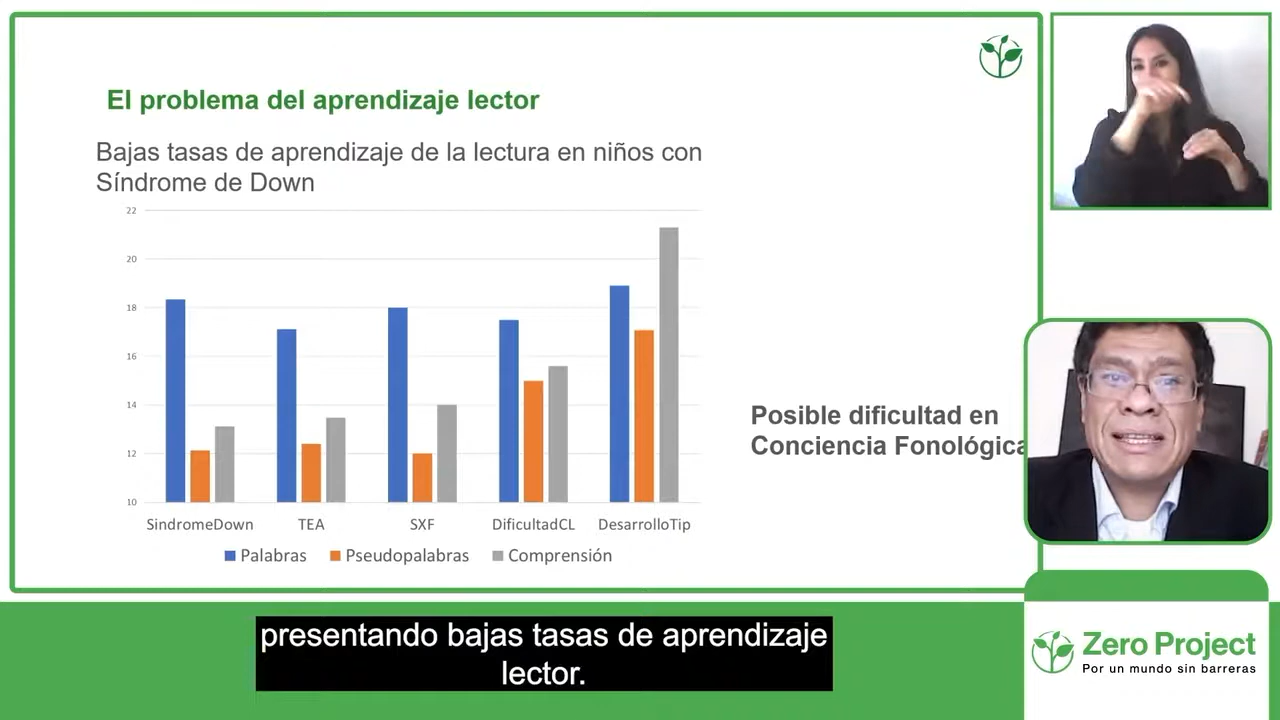 El problema del aprendizaje lector
Bajas tasas de aprendizaje de la lectura en niños con
Síndrome de Down
22
20
18
16
14
12
10
SindromeDown TEA SXF DificultadCL DesarrolloTip
Palabras Pseudopalabras Comprensión
Posible dificultad en
Conciencia Fonológica
presentando bajas tasas de aprendizaje
lector.
Zero Project
Por un mundo sin barreras